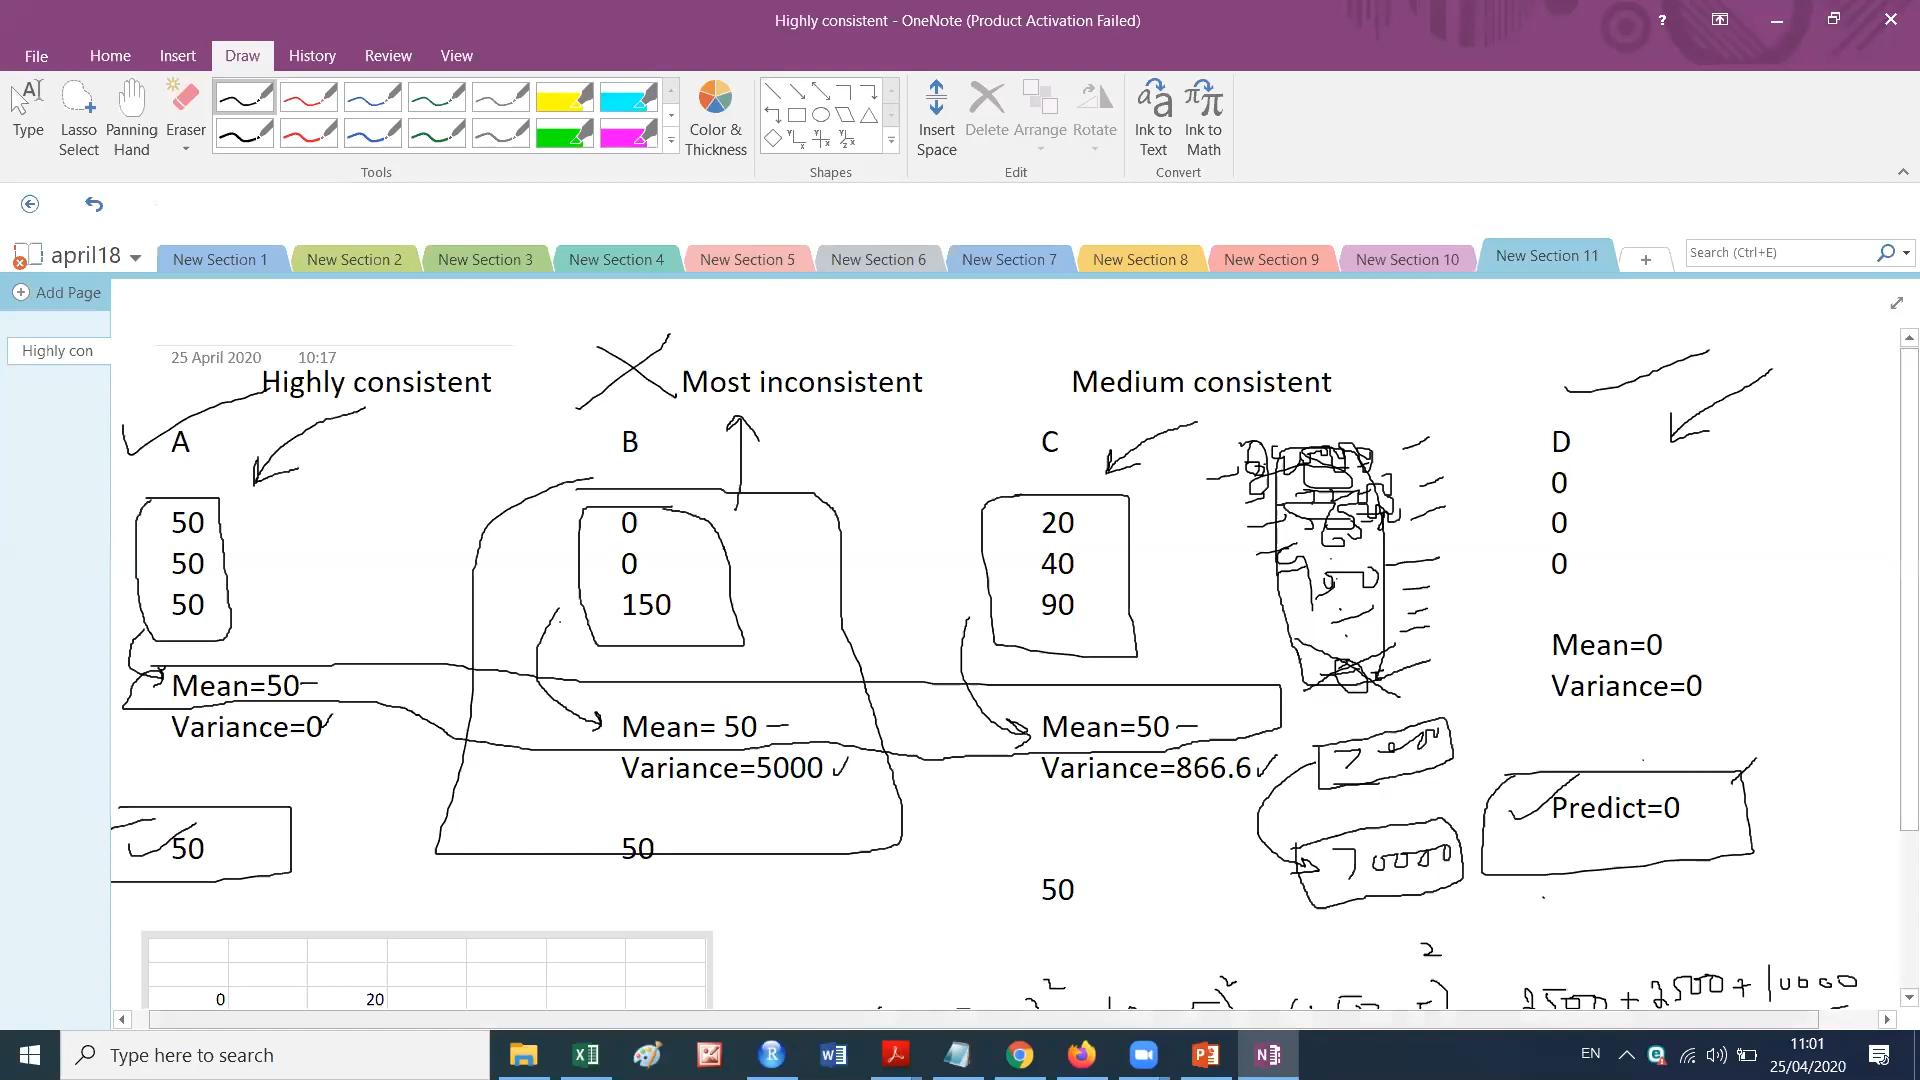 Highly consistent - OneNote (Product Activation Failed)
File Home Insert Draw History Review View
Type
Lasso Select
Panning Hand
Eraser
Color & Thickness
Insert Space
Delete
Arrange
Rotate
Ink to Text
Ink to Math
Tools Shapes Edit Convert
april18
New Section 1 New Section 2 New Section 3 New Section 4 New Section 5 New Section 6 New Section 7 New Section 8 New Section 9 New Section 10 New Section 11 +
Search (Ctrl+E)
Add Page
Highly con
25 April 2020 10:17
Highly consistent Most inconsistent Medium consistent
A B C D
0
50 0 20 0
50 0 40 0
50 150 90
Mean=0
Mean=50 Variance=0
Variance=0 Mean= 50 Mean=50
Variance=5000 Variance=866.6
Predict=0
50 50
50
0 20
2
2 2
2500 + 2500 + 10000
Type here to search
EN
11:01
25/04/2020